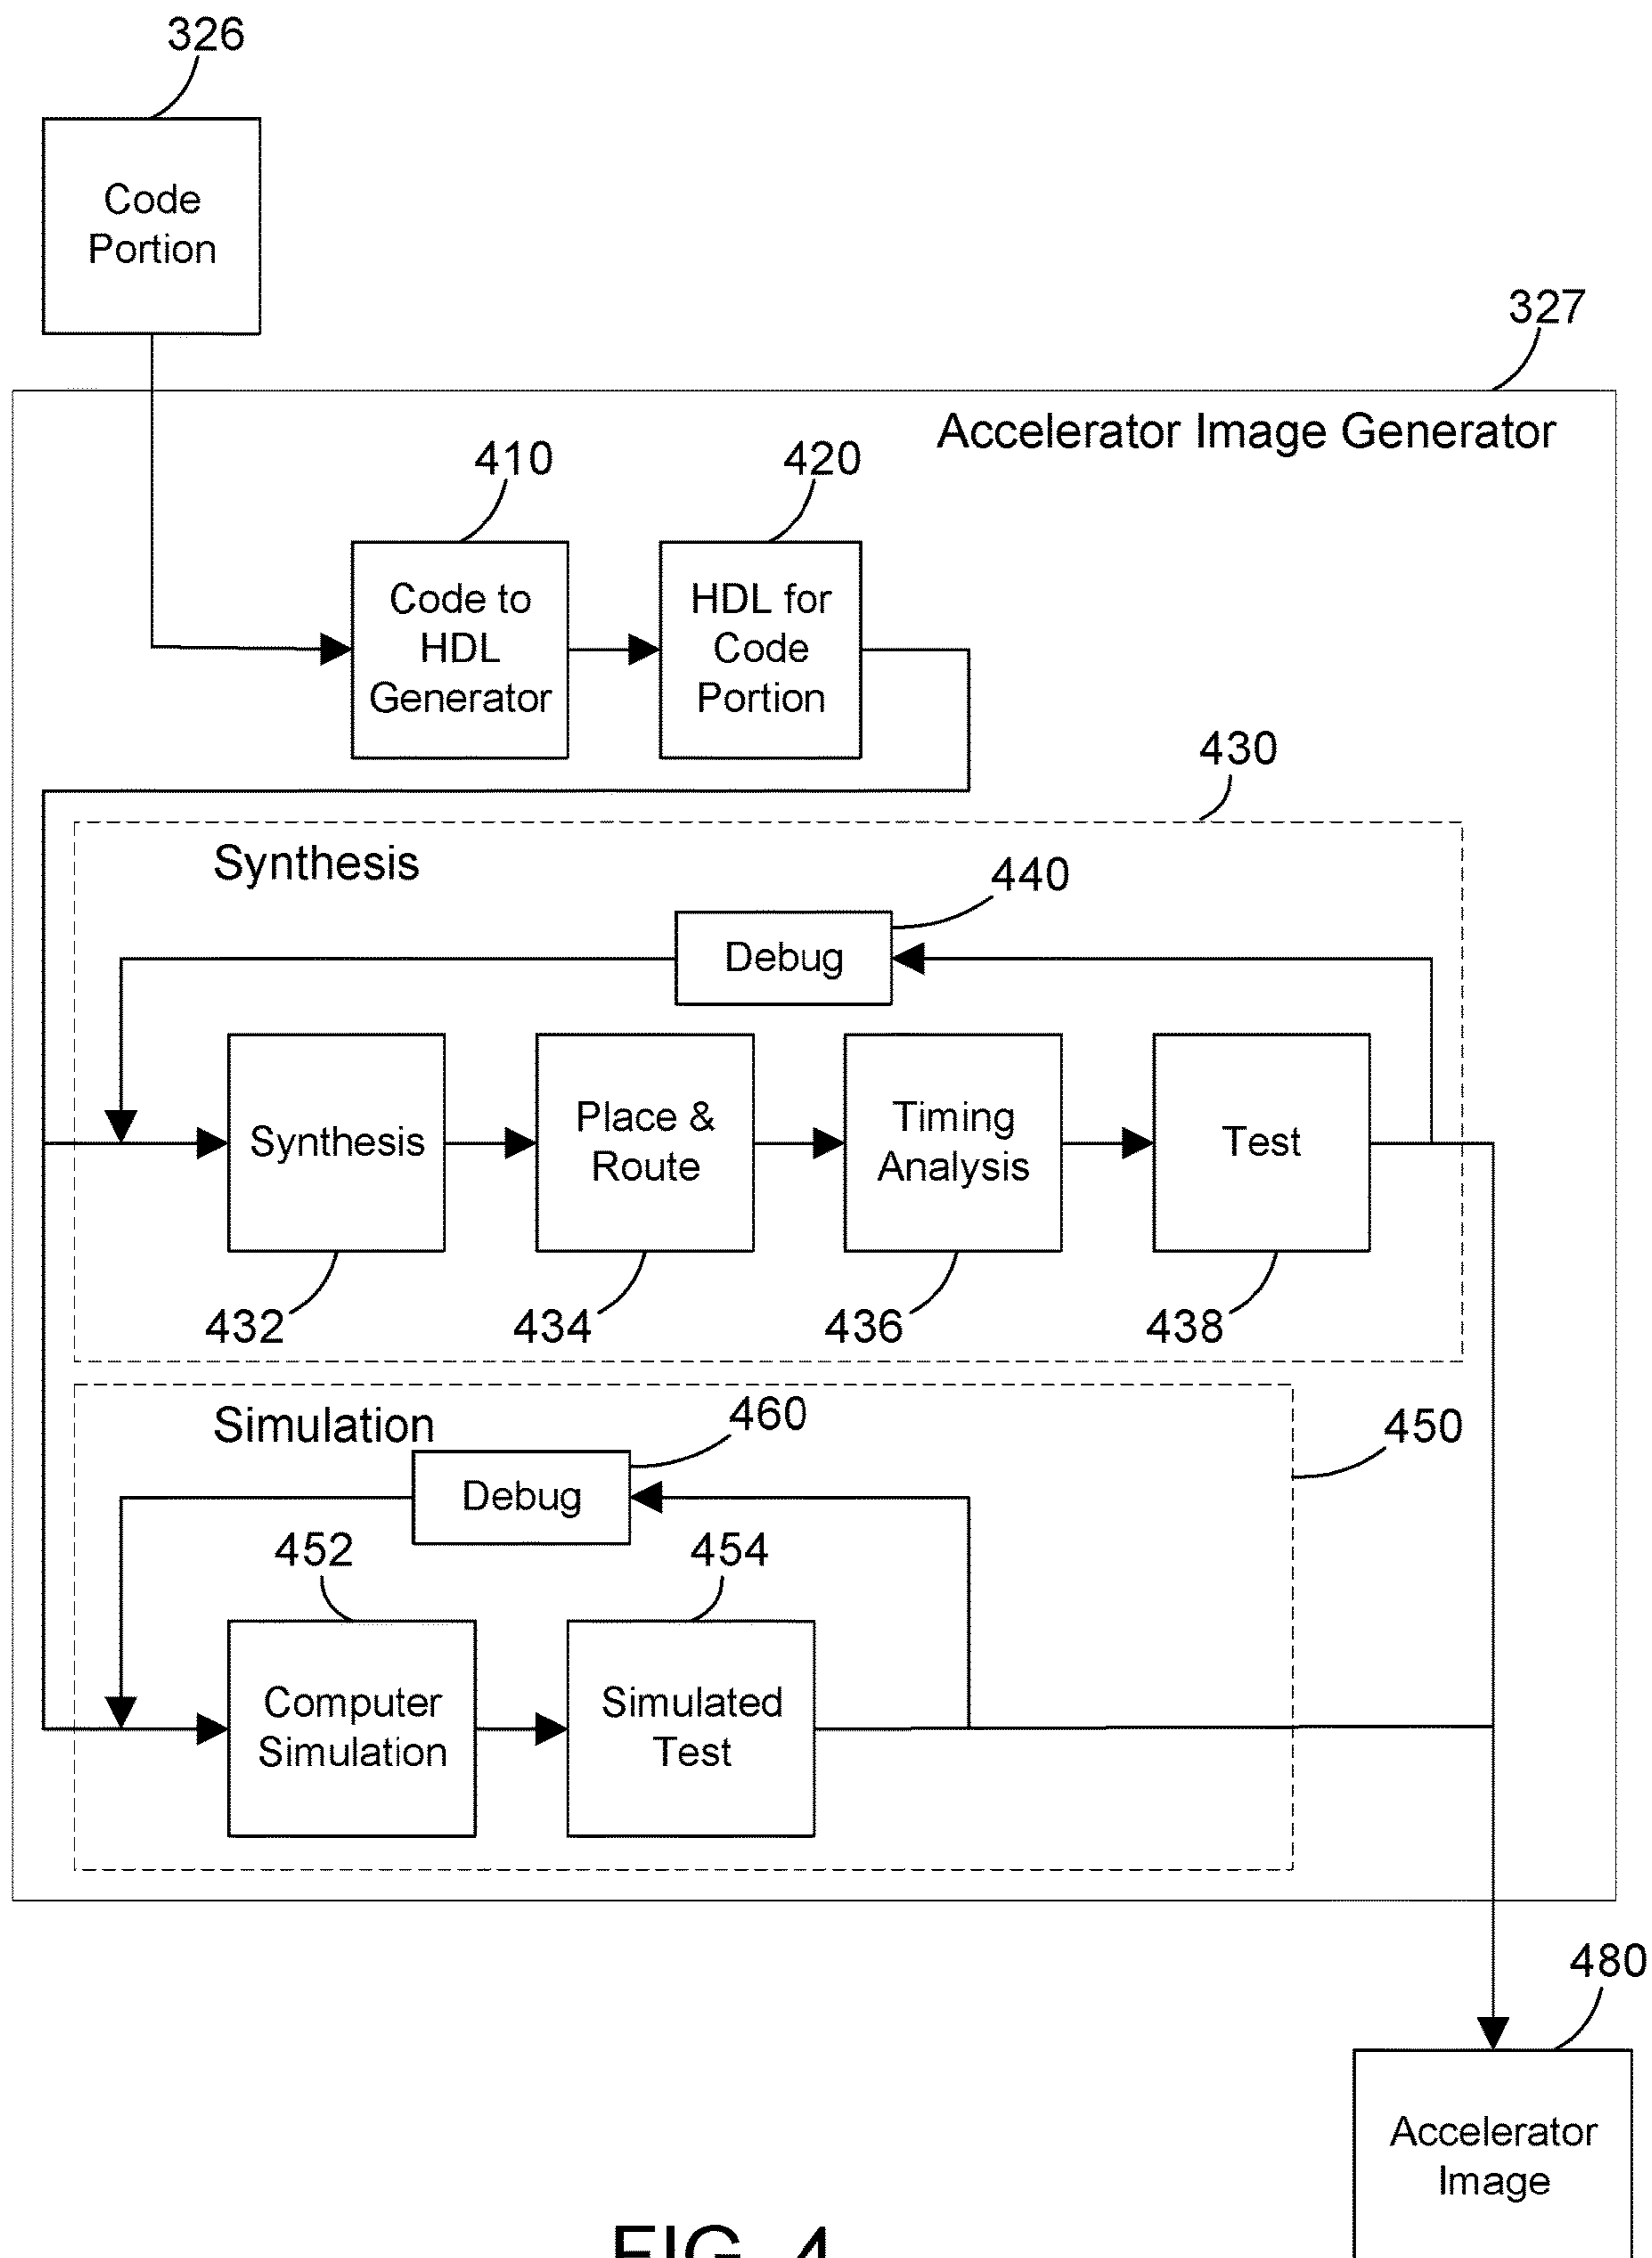 326
Code
Portion
327
Accelerator Image Generator
410
420
Code to
HDL
Generator
HDL for
Code
Portion
430
Synthesis
440
Debug
Synthesis
Place &
Route
Timing
Analysis
Test
432
434
436
438
Simulation
460
450
Debug
452
454
Computer
Simulation
Simulated
Test
480
Accelerator
Image
FIG. 4